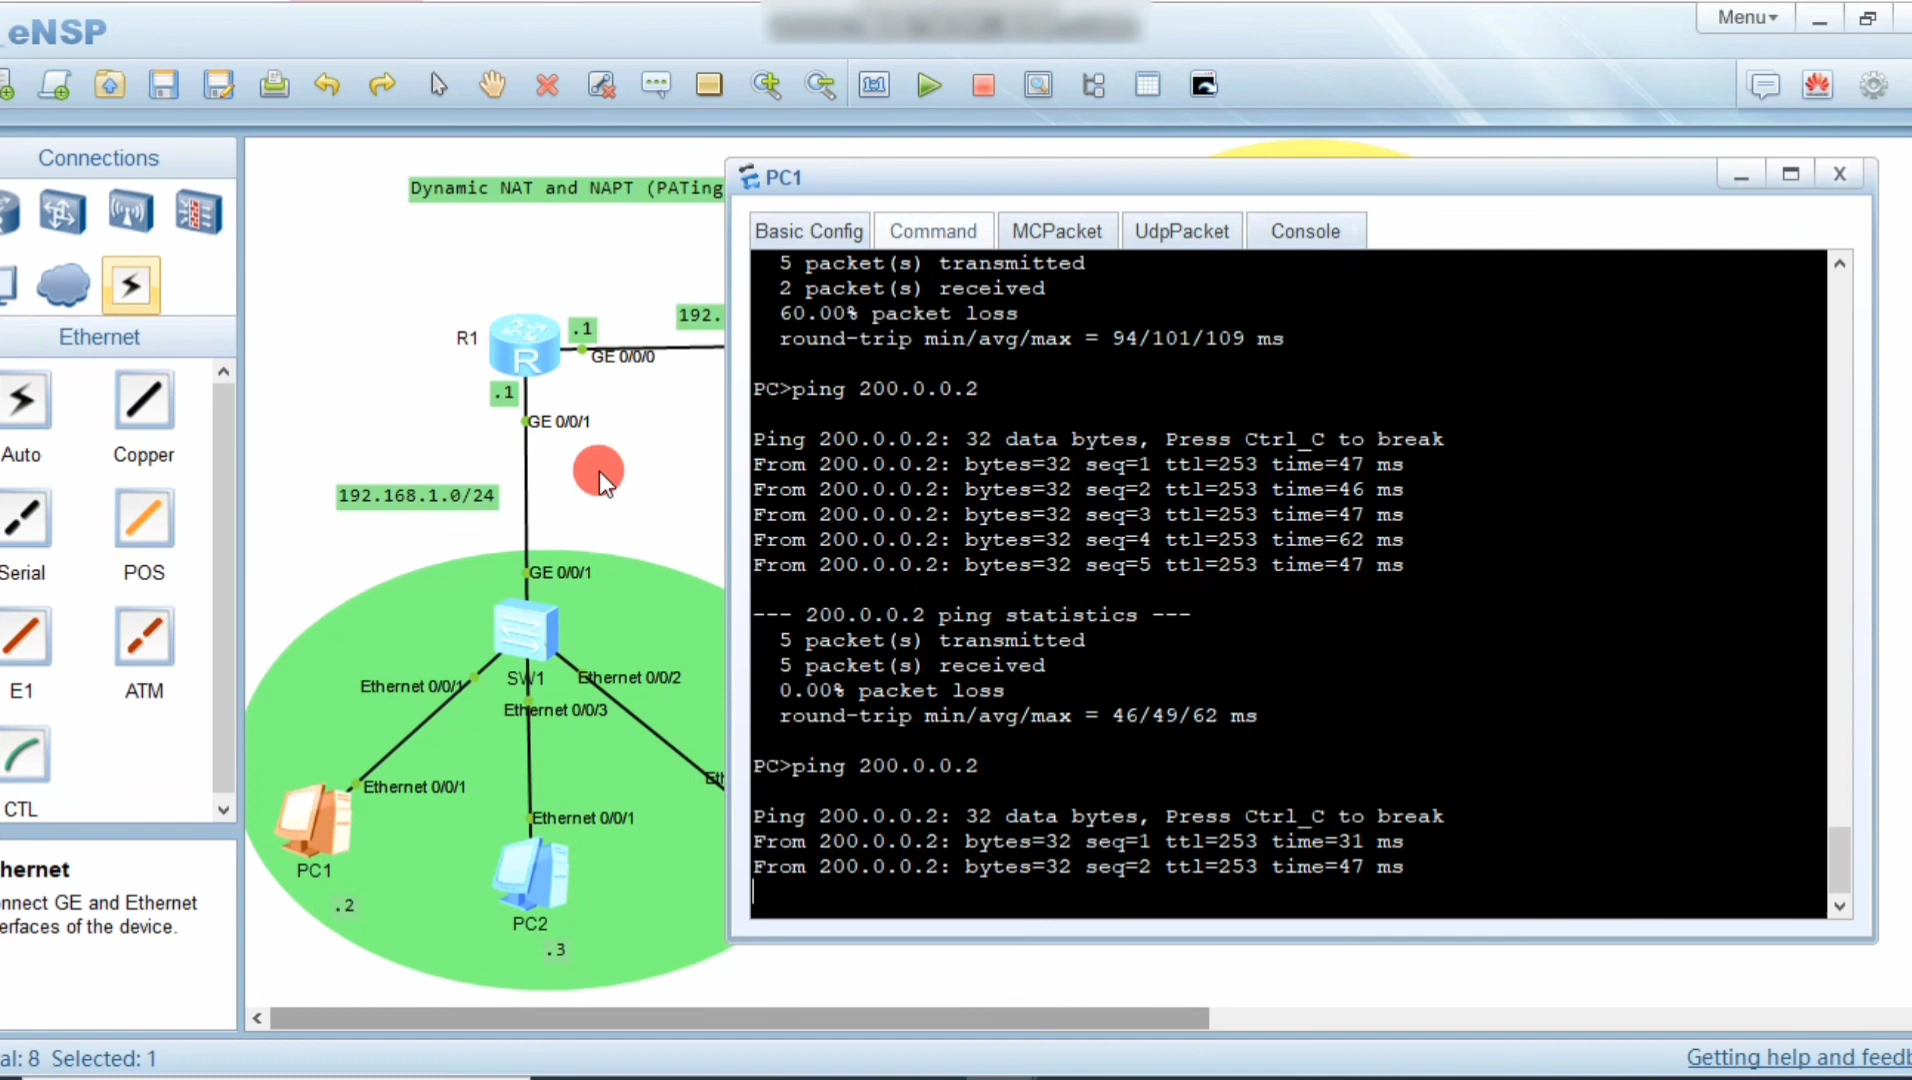 eNSP
Menu
Connections
Ethernet
Auto
Copper
Serial
POS
E1
ATM
CTL
hernet
nnect GE and Ethernet
erfaces of the device.
Dynamic NAT and NAPT (PATing
R1
.1
192.
GE 0/0/0
.1
GE 0/0/1
192.168.1.0/24
GE 0/0/1
SW1
Ethernet 0/0/1
Ethernet 0/0/2
Ethernet 0/0/3
Ethernet 0/0/1
Ethernet 0/0/1
Eth
PC1
.2
PC2
.3
PC1
Basic Config
Command
MCPacket
UdpPacket
Console
5 packet(s) transmitted
2 packet(s) received
60.00% packet loss
round-trip min/avg/max = 94/101/109 ms
PC>ping 200.0.0.2
Ping 200.0.0.2: 32 data bytes, Press Ctrl_C to break
From 200.0.0.2: bytes=32 seq=1 ttl=253 time=47 ms
From 200.0.0.2: bytes=32 seq=2 ttl=253 time=46 ms
From 200.0.0.2: bytes=32 seq=3 ttl=253 time=47 ms
From 200.0.0.2: bytes=32 seq=4 ttl=253 time=62 ms
From 200.0.0.2: bytes=32 seq=5 ttl=253 time=47 ms
--- 200.0.0.2 ping statistics ---
5 packet(s) transmitted
5 packet(s) received
0.00% packet loss
round-trip min/avg/max = 46/49/62 ms
PC>ping 200.0.0.2
Ping 200.0.0.2: 32 data bytes, Press Ctrl_C to break
From 200.0.0.2: bytes=32 seq=1 ttl=253 time=31 ms
From 200.0.0.2: bytes=32 seq=2 ttl=253 time=47 ms
al: 8 Selected: 1
Getting help and feedb